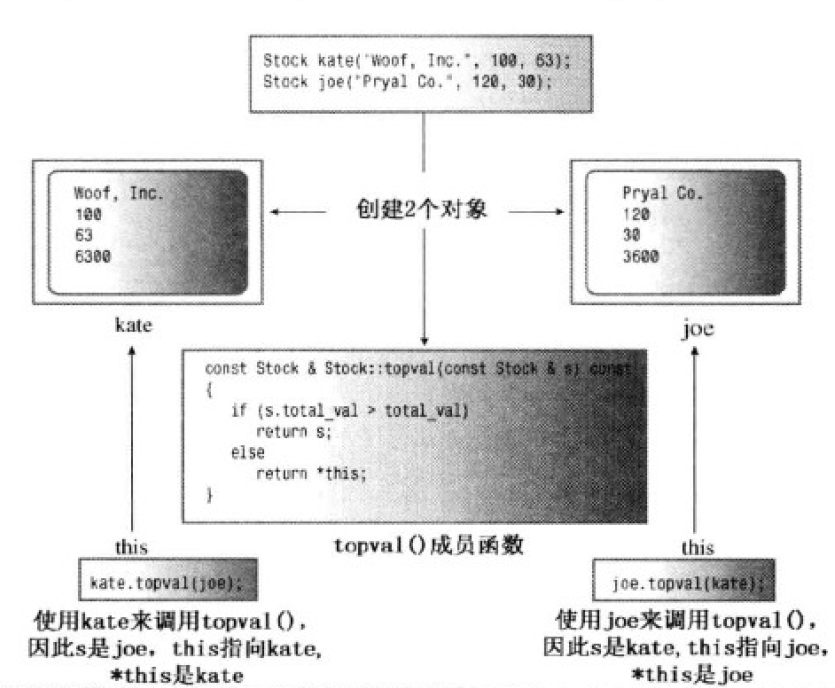 Stock kate("Woof, Inc.", 100, 63);
Stock joe("Pryal Co.", 120, 30);
Woof, Inc.
100
63
6300
kate
创建2个对象
Pryal Co.
120
30
3600
joe
const Stock & Stock::topval(const Stock & s) const
{
if (s.total_val > total_val)
return s;
else
return *this;
}
topval()成员函数
this
kate.topval(joe);
使用kate来调用topval(),
因此s是joe, this指向kate,
*this是kate
this
joe.topval(kate);
使用joe来调用topval(),
因此s是kate,this指向joe,
*this是joe